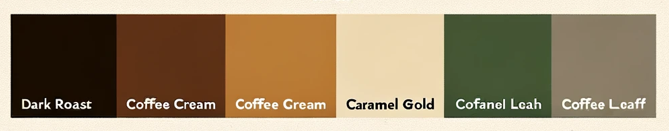 Dark Roast
Coffee Cream
Coffee Gream
Caramel Gold
Cofanel Leah
Coffee Leaff